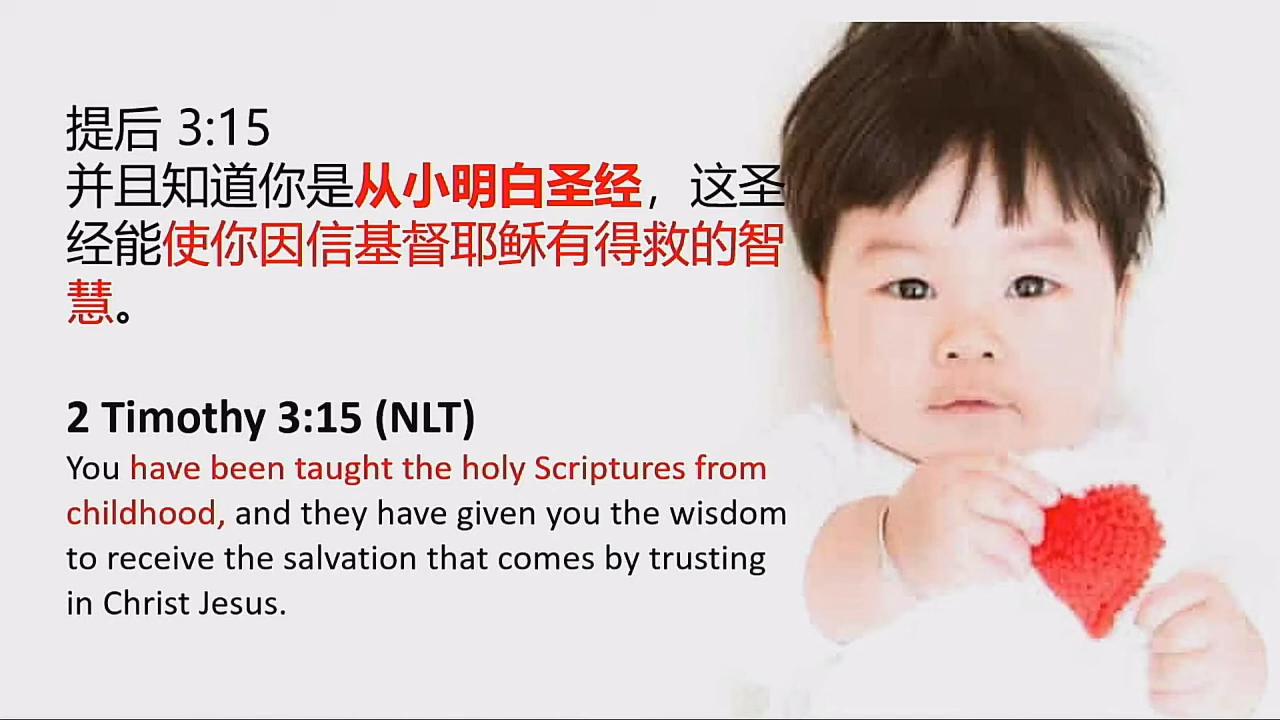 提后 3:15
并且知道你是从小明白圣经，这圣
经能使你因信基督耶稣有得救的智
慧。
2 Timothy 3:15 (NLT)
You have been taught the holy Scriptures from
childhood, and they have given you the wisdom
to receive the salvation that comes by trusting
in Christ Jesus.